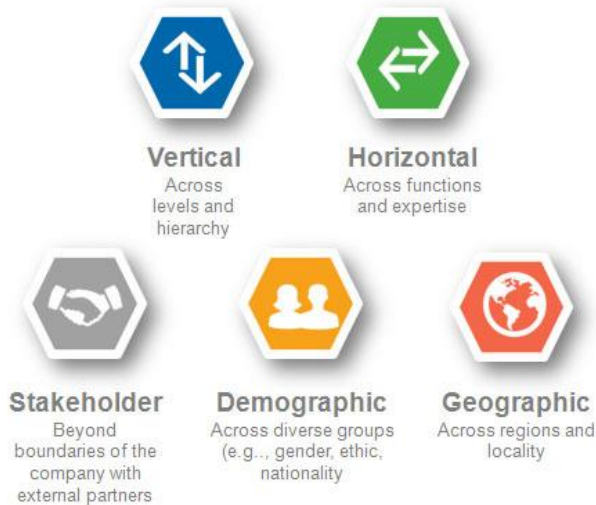 Vertical
Across
levels and
hierarchy
Horizontal
Across functions
and expertise
Stakeholder
Beyond
boundaries of the
company with
external partners
Demographic
Across diverse groups
(e.g.., gender, ethic,
nationality
Geographic
Across regions and
locality